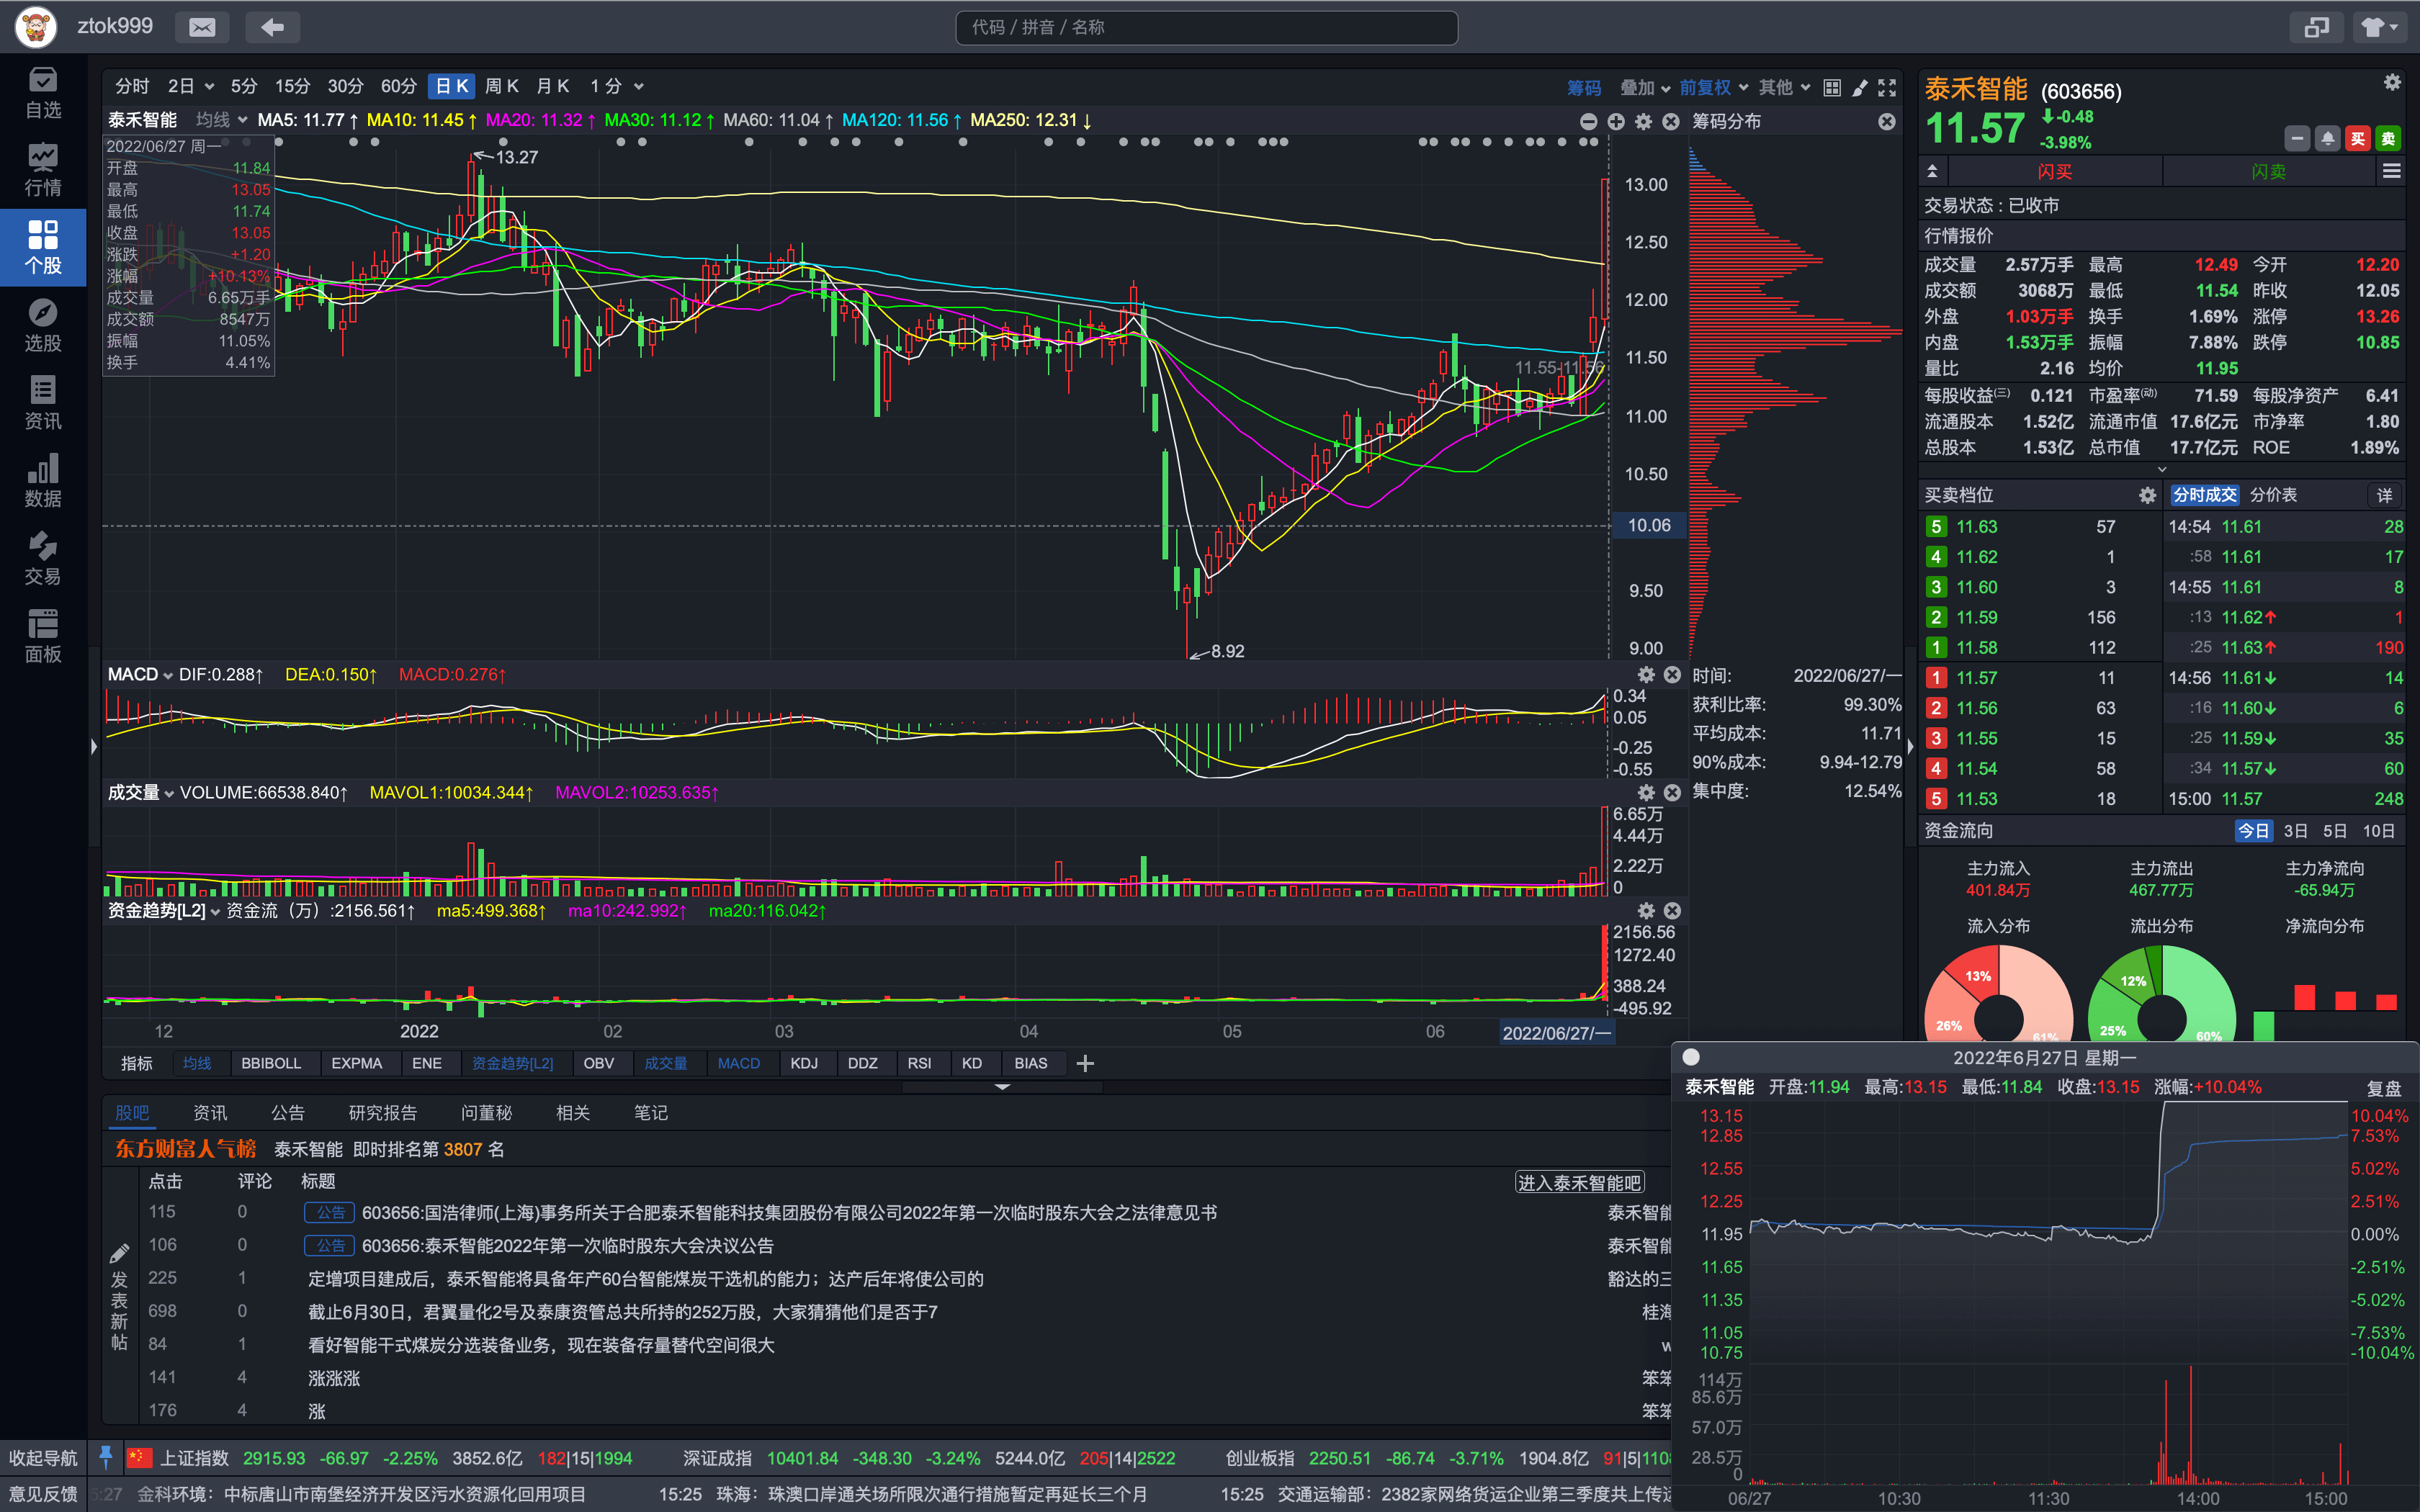 ztok999
代码 / 拼音 / 名称
自选
行情
个股
选股
资讯
数据
交易
面板
分时 2日 5分 15分 30分 60分 日K 周K 月K 1分
筹码 叠加 前复权 其他
泰禾智能 均线 MA5: 11.77↑ MA10: 11.45↑ MA20: 11.32↑ MA30: 11.12↑ MA60: 11.04↑ MA120: 11.56↑ MA250: 12.31↓
筹码分布
2022/06/27 周一
开盘 11.84
最高 13.05
最低 11.74
收盘 13.05
涨跌 +1.20
涨幅 +10.13%
成交量 6.65万手
成交额 8547万
振幅 11.05%
换手 4.41%
13.27
11.55-11.56
8.92
13.00
12.50
12.00
11.50
11.00
10.50
10.06
9.50
9.00
MACD DIF:0.288↑ DEA:0.150↑ MACD:0.276↑
0.34
0.05
-0.25
-0.55
成交量 VOLUME:66538.840↑ MAVOL1:10034.344↑ MAVOL2:10253.635↑
6.65万
4.44万
2.22万
0
资金趋势[L2] 资金流（万）:2156.561↑ ma5:499.368↑ ma10:242.992↑ ma20:116.042↑
2156.56
1272.40
388.24
-495.92
12 2022 02 03 04 05 06 2022/06/27/一
时间: 2022/06/27/一
获利比率: 99.30%
平均成本: 11.71
90%成本: 9.94-12.79
集中度: 12.54%
指标 均线 BBIBOLL EXPMA ENE 资金趋势[L2] OBV 成交量 MACD KDJ DDZ RSI KD BIAS
股吧 资讯 公告 研究报告 问董秘 相关 笔记
东方财富人气榜 泰禾智能 即时排名第 3807 名
点击 评论 标题
进入泰禾智能吧
115 0 公告 603656:国浩律师(上海)事务所关于合肥泰禾智能科技集团股份有限公司2022年第一次临时股东大会之法律意见书 泰禾智能
106 0 公告 603656:泰禾智能2022年第一次临时股东大会决议公告 泰禾智能
225 1 定增项目建成后，泰禾智能将具备年产60台智能煤炭干选机的能力；达产后年将使公司的 豁达的三
698 0 截止6月30日，君翼量化2号及泰康资管总共所持的252万股，大家猜猜他们是否于7 桂海
84 1 看好智能干式煤炭分选装备业务，现在装备存量替代空间很大 w
141 4 涨涨涨 笨笨
176 4 涨 笨笨
发表新帖
泰禾智能 (603656)
11.57 -0.48
-3.98%
买 卖
闪买 闪卖
交易状态：已收市
行情报价
成交量 2.57万手 最高 12.49 今开 12.20
成交额 3068万 最低 11.54 昨收 12.05
外盘 1.03万手 换手 1.69% 涨停 13.26
内盘 1.53万手 振幅 7.88% 跌停 10.85
量比 2.16 均价 11.95
每股收益(三) 0.121 市盈率(动) 71.59 每股净资产 6.41
流通股本 1.52亿 流通市值 17.6亿元 市净率 1.80
总股本 1.53亿 总市值 17.7亿元 ROE 1.89%
买卖档位
分时成交 分价表 详
5 11.63 57 14:54 11.61 28
4 11.62 1 :58 11.61 17
3 11.60 3 14:55 11.61 8
2 11.59 156 :13 11.62↑ 1
1 11.58 112 :25 11.63↑ 190
1 11.57 11 14:56 11.61↓ 14
2 11.56 63 :16 11.60↓ 6
3 11.55 15 :25 11.59↓ 35
4 11.54 58 :34 11.57↓ 60
5 11.53 18 15:00 11.57 248
资金流向 今日 3日 5日 10日
主力流入 主力流出 主力净流向
401.84万 467.77万 -65.94万
流入分布 流出分布 净流向分布
13% 26% 61%
12% 25% 60%
2022年6月27日 星期一
泰禾智能 开盘:11.94 最高:13.15 最低:11.84 收盘:13.15 涨幅:+10.04% 复盘
13.15 10.04%
12.85 7.53%
12.55 5.02%
12.25 2.51%
11.95 0.00%
11.65 -2.51%
11.35 -5.02%
11.05 -7.53%
10.75 -10.04%
114万
85.6万
57.0万
28.5万
0
06/27 10:30 11:30 14:00 15:00
收起导航 上证指数 2915.93 -66.97 -2.25% 3852.6亿 182|15|1994 深证成指 10401.84 -348.30 -3.24% 5244.0亿 205|14|2522 创业板指 2250.51 -86.74 -3.71% 1904.8亿 91|5|1108
意见反馈 5:27 金科环境：中标唐山市南堡经济开发区污水资源化回用项目 15:25 珠海：珠澳口岸通关场所限次通行措施暂定再延长三个月 15:25 交通运输部：2382家网络货运企业第三季度共上传运